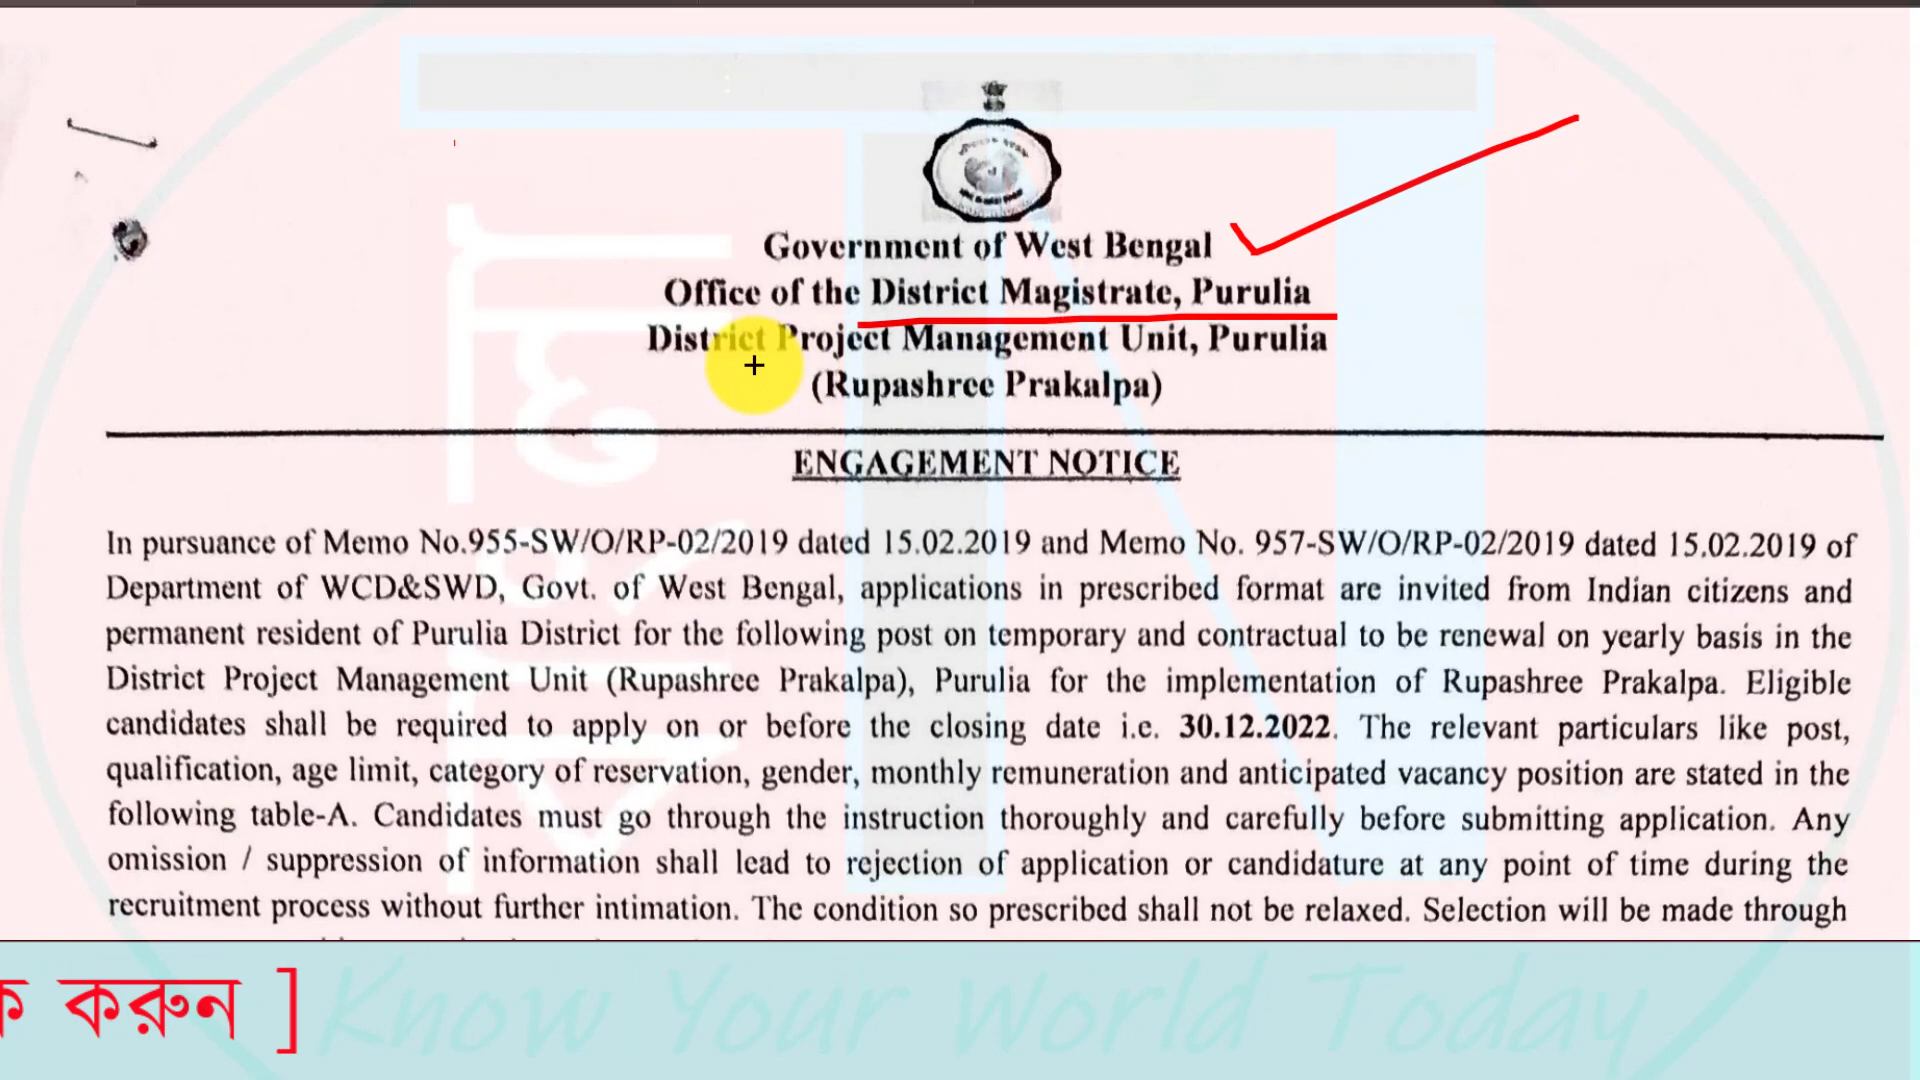 Government of West Bengal
Office of the District Magistrate, Purulia
District Project Management Unit, Purulia
(Rupashree Prakalpa)
ENGAGEMENT NOTICE
In pursuance of Memo No.955-SW/O/RP-02/2019 dated 15.02.2019 and Memo No. 957-SW/O/RP-02/2019 dated 15.02.2019 of
Department of WCD&SWD, Govt. of West Bengal, applications in prescribed format are invited from Indian citizens and
permanent resident of Purulia District for the following post on temporary and contractual to be renewal on yearly basis in the
District Project Management Unit (Rupashree Prakalpa), Purulia for the implementation of Rupashree Prakalpa. Eligible
candidates shall be required to apply on or before the closing date i.e. 30.12.2022. The relevant particulars like post,
qualification, age limit, category of reservation, gender, monthly remuneration and anticipated vacancy position are stated in the
following table-A. Candidates must go through the instruction thoroughly and carefully before submitting application. Any
omission / suppression of information shall lead to rejection of application or candidature at any point of time during the
recruitment process without further intimation. The condition so prescribed shall not be relaxed. Selection will be made through
করুন ]
Know Your World Today